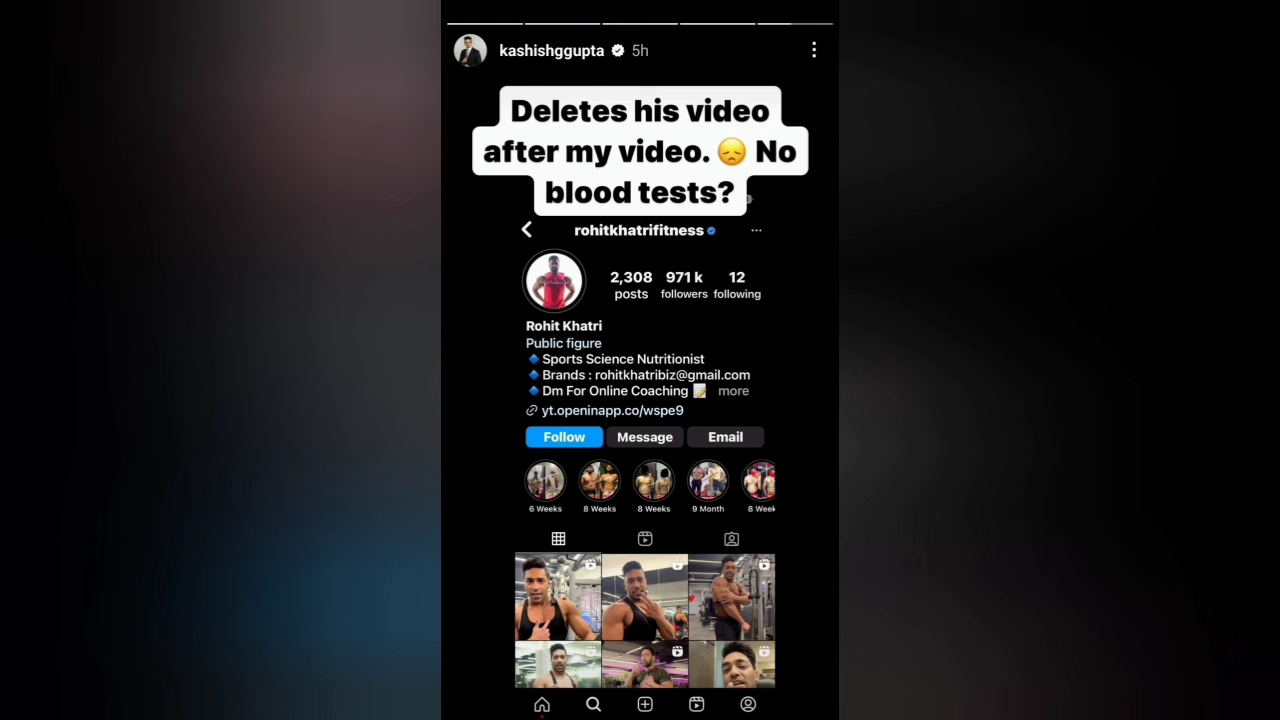 kashishggupta 5h
Deletes his video
after my video. 😞 No
blood tests?
rohitkhatrifitness
2,308 971 k 12
posts followers following
Rohit Khatri
Public figure
🔷Sports Science Nutritionist
🔷Brands : rohitkhatribiz@gmail.com
🔷Dm For Online Coaching 📝 more
yt.openinapp.co/wspe9
Follow Message Email
6 Weeks 8 Weeks 8 Weeks 9 Month 8 Week